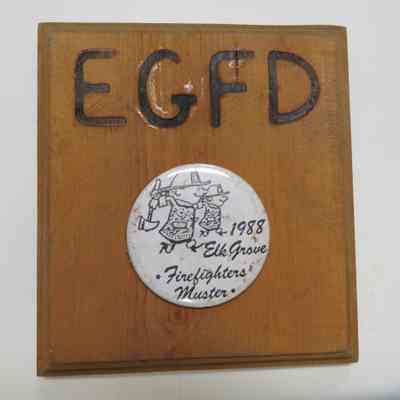 EGFD
1988
Elk Grove
• Firefighters'
Muster •